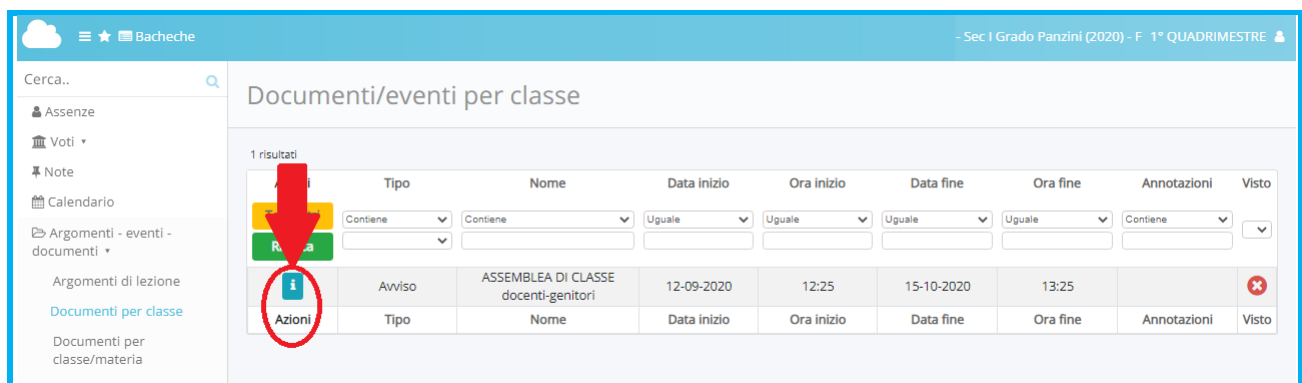 Bacheche
- Sec I Grado Panzini (2020) - F 1° QUADRIMESTRE
Cerca..
Assenze
Voti
Note
Calendario
Argomenti - eventi -
documenti
Argomenti di lezione
Documenti per classe
Documenti per
classe/materia
Documenti/eventi per classe
1 risultati
Tipo Nome Data inizio Ora inizio Data fine Ora fine Annotazioni Visto
Contiene Contiene Uguale Uguale Uguale Uguale Contiene
i Avviso ASSEMBLEA DI CLASSE 12-09-2020 12:25 15-10-2020 13:25
docenti-genitori
Azioni Tipo Nome Data inizio Ora inizio Data fine Ora fine Annotazioni Visto